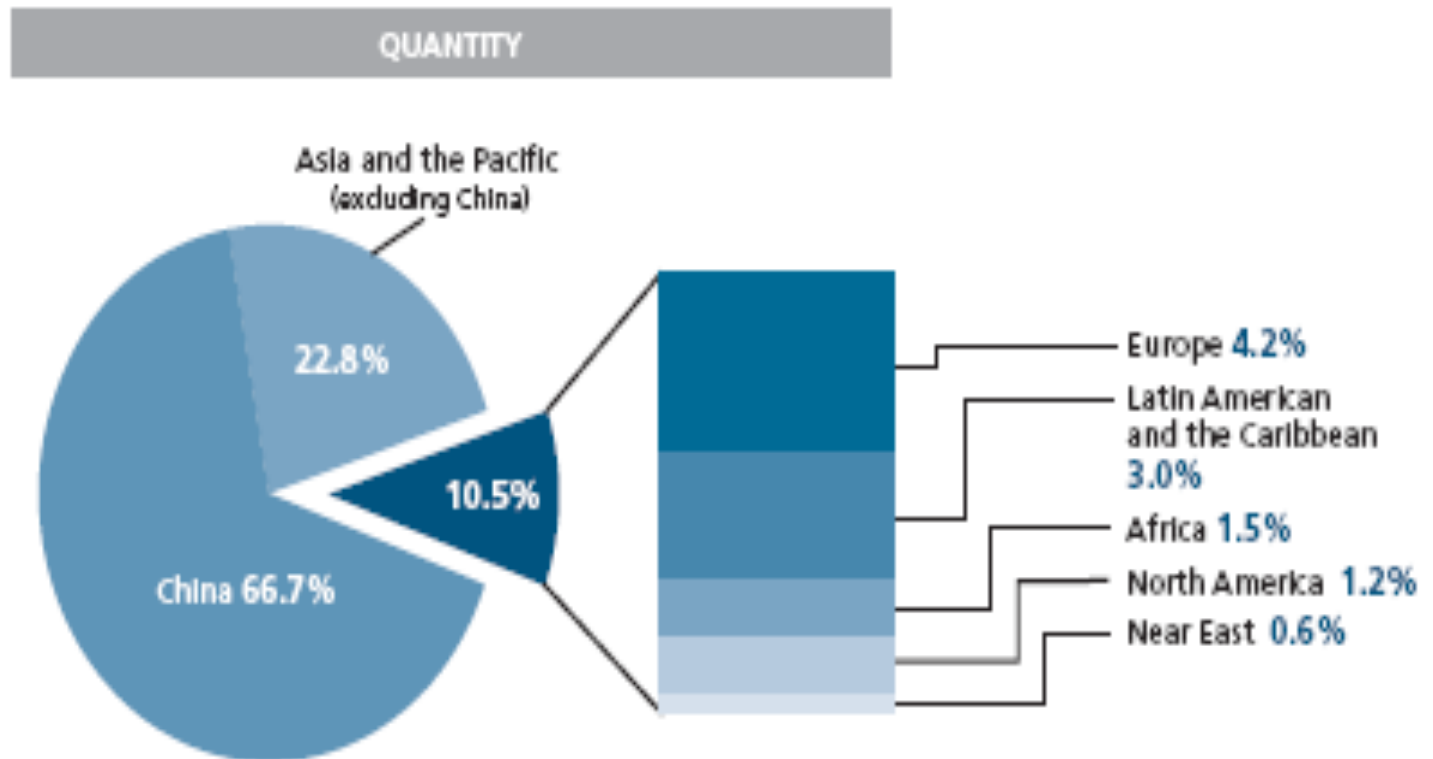 QUANTITY
Asia and the Pacific
(excluding China)
22.8%
10.5%
China 66.7%
Europe 4.2%
Latin American
and the Caribbean
3.0%
Africa 1.5%
North America 1.2%
Near East 0.6%